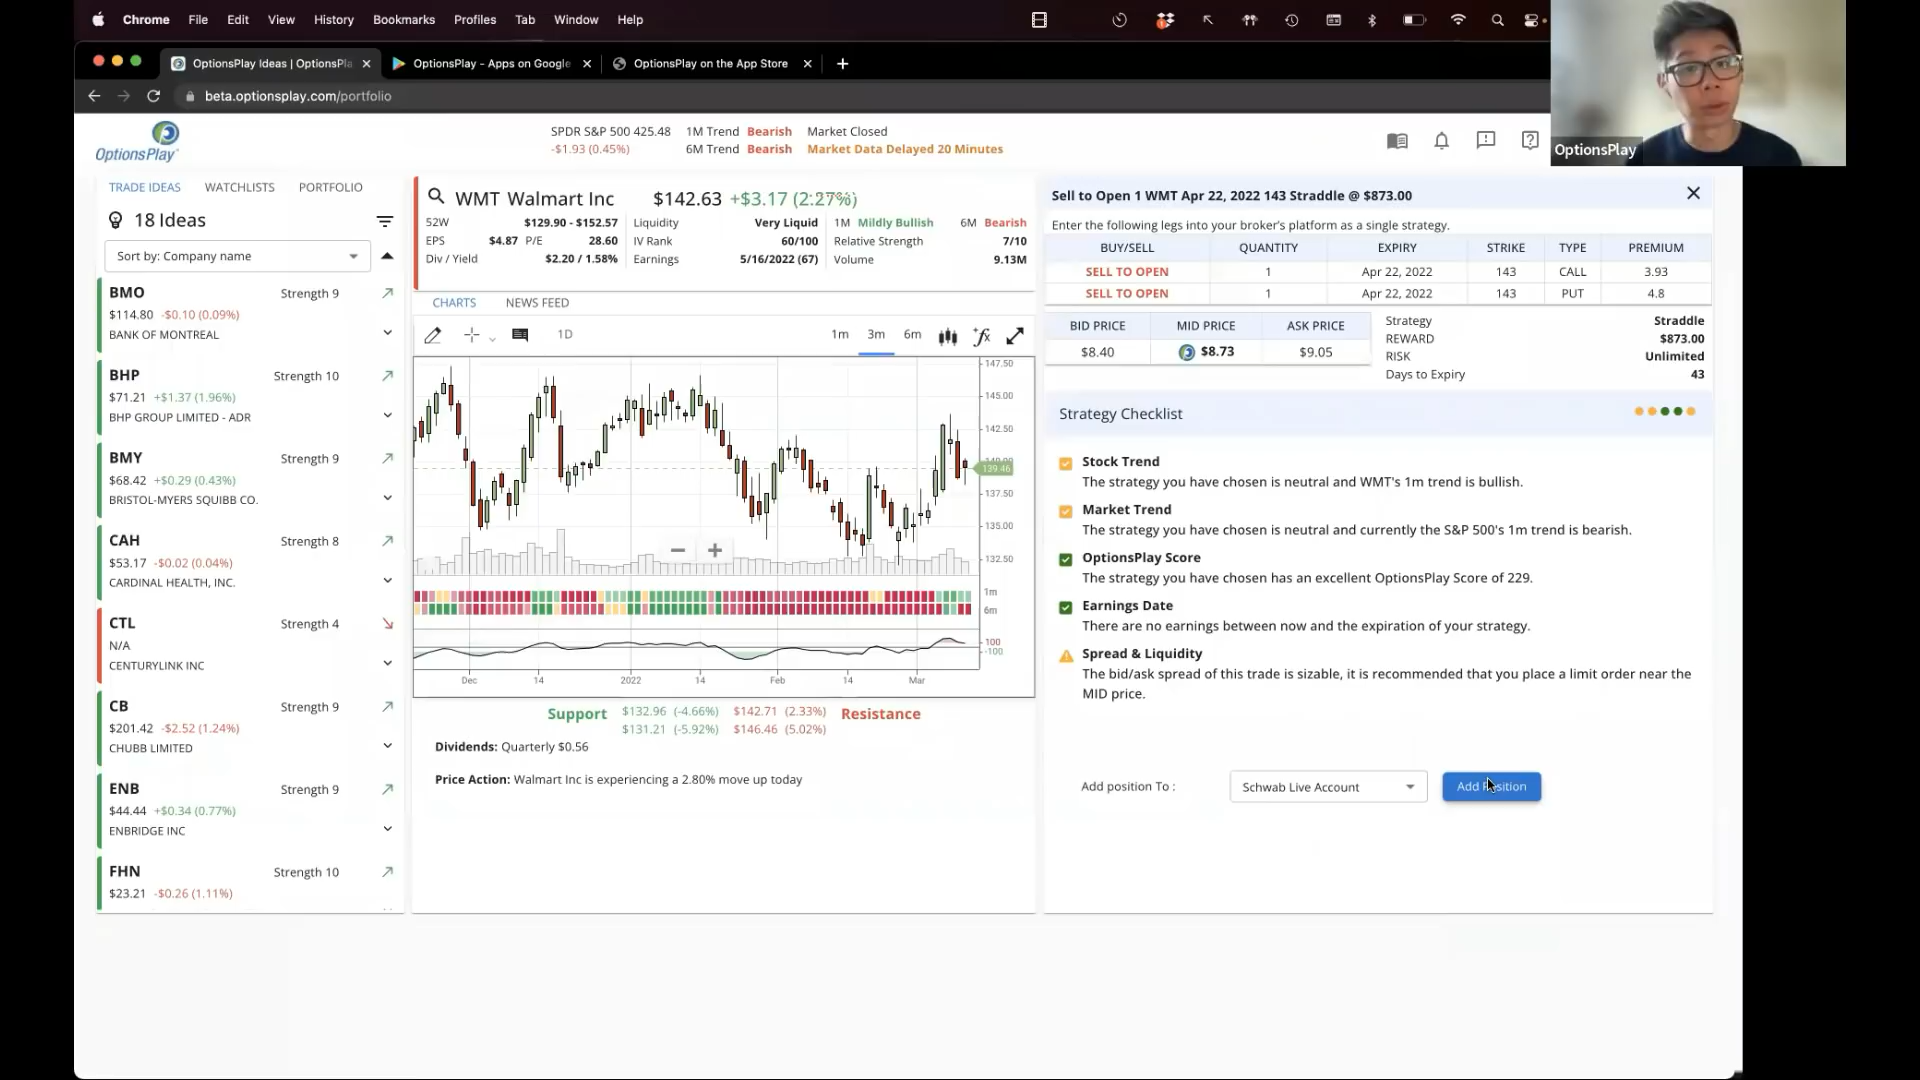 Chrome File Edit View History Bookmarks Profiles Tab Window Help
OptionsPlay Ideas | OptionsPla
OptionsPlay - Apps on Google
OptionsPlay on the App Store
beta.optionsplay.com/portfolio
OptionsPlay
OptionsPlay
SPDR S&P 500 425.48 1M Trend Bearish Market Closed
-$1.93 (0.45%) 6M Trend Bearish Market Data Delayed 20 Minutes
TRADE IDEAS WATCHLISTS PORTFOLIO
18 Ideas
Sort by: Company name
BMO Strength 9
$114.80 -$0.10 (0.09%)
BANK OF MONTREAL
BHP Strength 10
$71.21 +$1.37 (1.96%)
BHP GROUP LIMITED - ADR
BMY Strength 9
$68.42 +$0.29 (0.43%)
BRISTOL-MYERS SQUIBB CO.
CAH Strength 8
$53.17 -$0.02 (0.04%)
CARDINAL HEALTH, INC.
CTL Strength 4
N/A
CENTURYLINK INC
CB Strength 9
$201.42 -$2.52 (1.24%)
CHUBB LIMITED
ENB Strength 9
$44.44 +$0.34 (0.77%)
ENBRIDGE INC
FHN Strength 10
$23.21 -$0.26 (1.11%)
WMT Walmart Inc $142.63 +$3.17 (2:27%)
52W $129.90 - $152.57 Liquidity Very Liquid 1M Mildly Bullish 6M Bearish
EPS $4.87 P/E 28.60 IV Rank 60/100 Relative Strength 7/10
Div / Yield $2.20 / 1.58% Earnings 5/16/2022 (67) Volume 9.13M
CHARTS NEWS FEED
1D 1m 3m 6m
147.50
145.00
142.50
139.46
137.50
135.00
132.50
1m
6m
100
-100
Dec 14 2022 14 Feb 14 Mar
Support $132.96 (-4.66%) $142.71 (2.33%) Resistance
$131.21 (-5.92%) $146.46 (5.02%)
Dividends: Quarterly $0.56
Price Action: Walmart Inc is experiencing a 2.80% move up today
Sell to Open 1 WMT Apr 22, 2022 143 Straddle @ $873.00
Enter the following legs into your broker's platform as a single strategy.
BUY/SELL QUANTITY EXPIRY STRIKE TYPE PREMIUM
SELL TO OPEN 1 Apr 22, 2022 143 CALL 3.93
SELL TO OPEN 1 Apr 22, 2022 143 PUT 4.8
BID PRICE MID PRICE ASK PRICE
$8.40 $8.73 $9.05
Strategy Straddle
REWARD $873.00
RISK Unlimited
Days to Expiry 43
Strategy Checklist
Stock Trend
The strategy you have chosen is neutral and WMT's 1m trend is bullish.
Market Trend
The strategy you have chosen is neutral and currently the S&P 500's 1m trend is bearish.
OptionsPlay Score
The strategy you have chosen has an excellent OptionsPlay Score of 229.
Earnings Date
There are no earnings between now and the expiration of your strategy.
Spread & Liquidity
The bid/ask spread of this trade is sizable, it is recommended that you place a limit order near the
MID price.
Add position To : Schwab Live Account Add Position